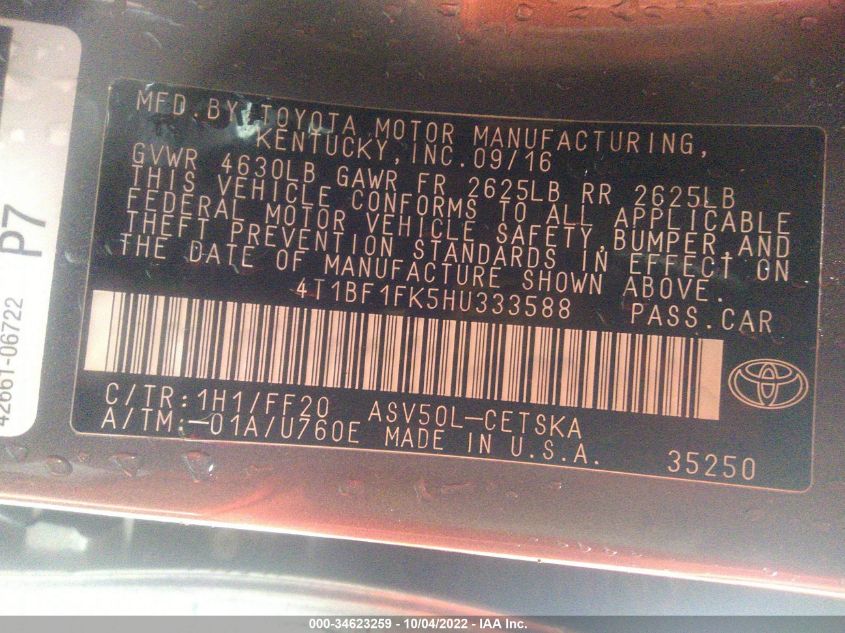 MFD.BY TOYOTA MOTOR MANUFACTURING,
KENTUCKY,INC.09/16
GVWR 4630LB GAWR FR 2625LB RR 2625LB
THIS VEHICLE CONFORMS TO ALL APPLICABLE
FEDERAL MOTOR VEHICLE SAFETY,BUMPER,AND
THEFT PREVENTION STANDARDS IN EFFECT ON
THE DATE OF MANUFACTURE SHOWN ABOVE.
4T1BF1FK5HU333588 PASS.CAR
C/TR:1H1/FF20 ASV50L-CETSKA
A/TM:-01A/U760E MADE IN U.S.A. 35250
P7
42661-06722
000-34623259 - 10/04/2022 - IAA Inc.